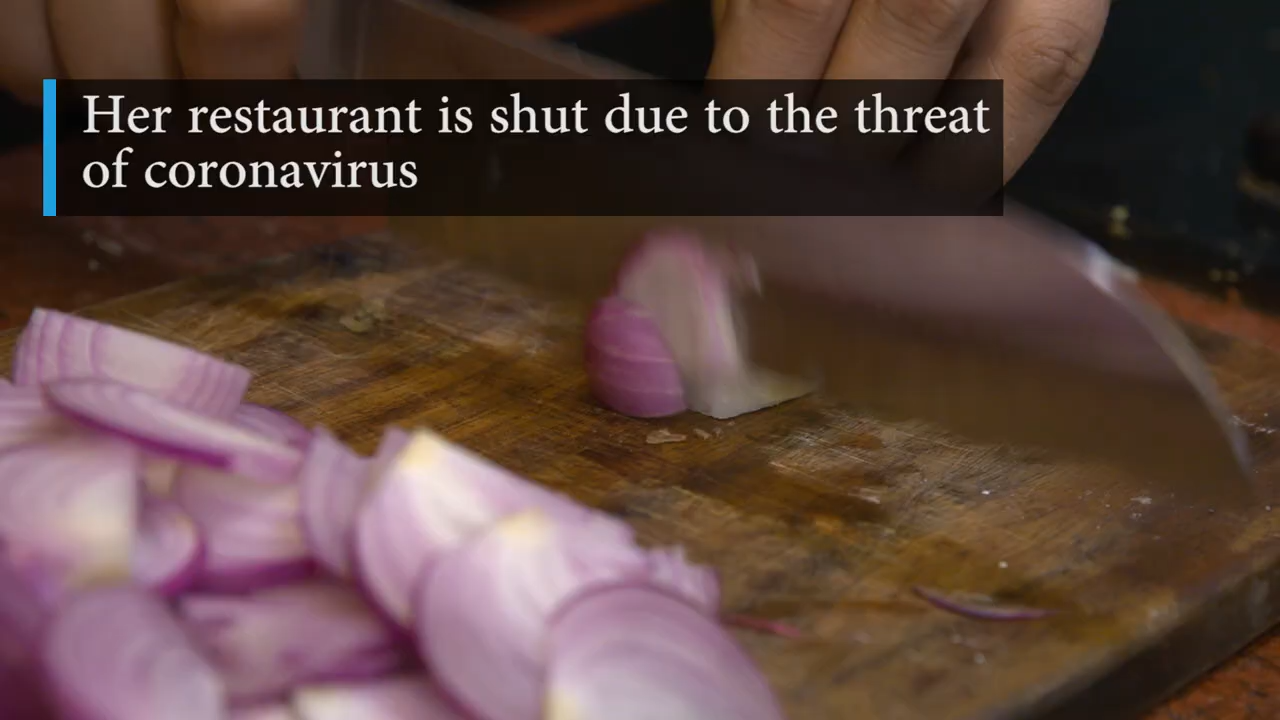 Her restaurant is shut due to the threat
of coronavirus